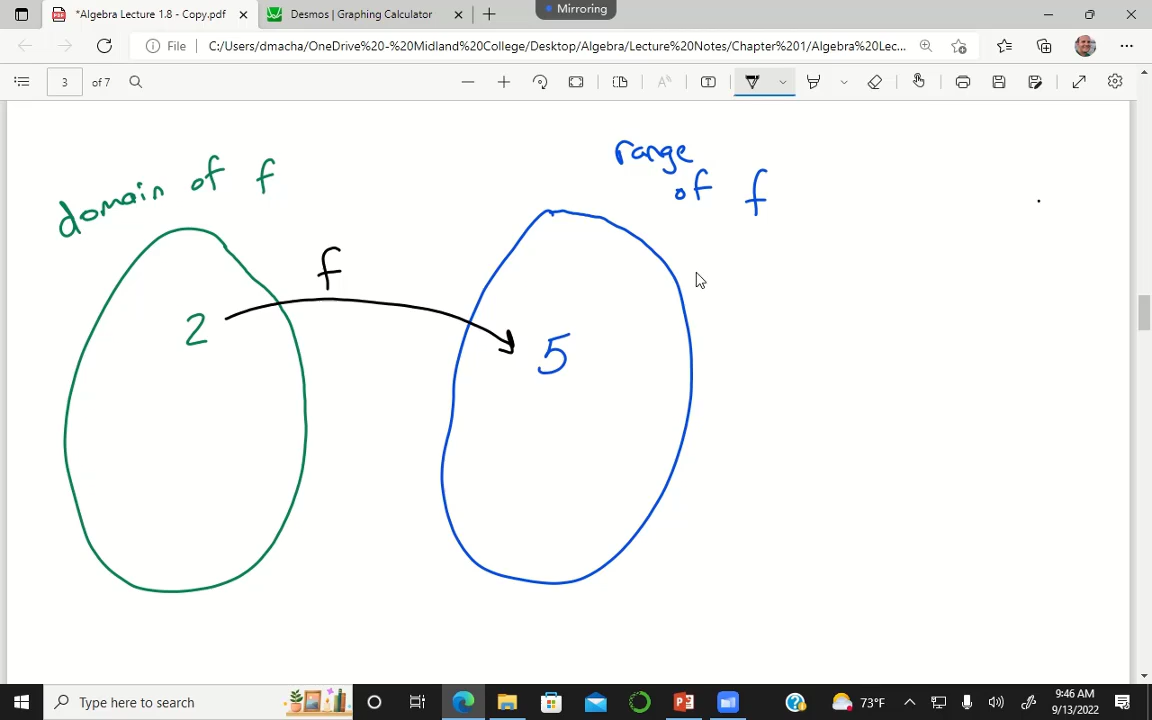 Mirroring
*Algebra Lecture 1.8 - Copy.pdf
Desmos | Graphing Calculator
File
C:/Users/dmacha/OneDrive%20-%20Midland%20College/Desktop/Algebra/Lecture%20Notes/Chapter%201/Algebra%20Lec...
3 of 7
domain of f
range
of f
f
2
5
Type here to search
73°F
9:46 AM
9/13/2022